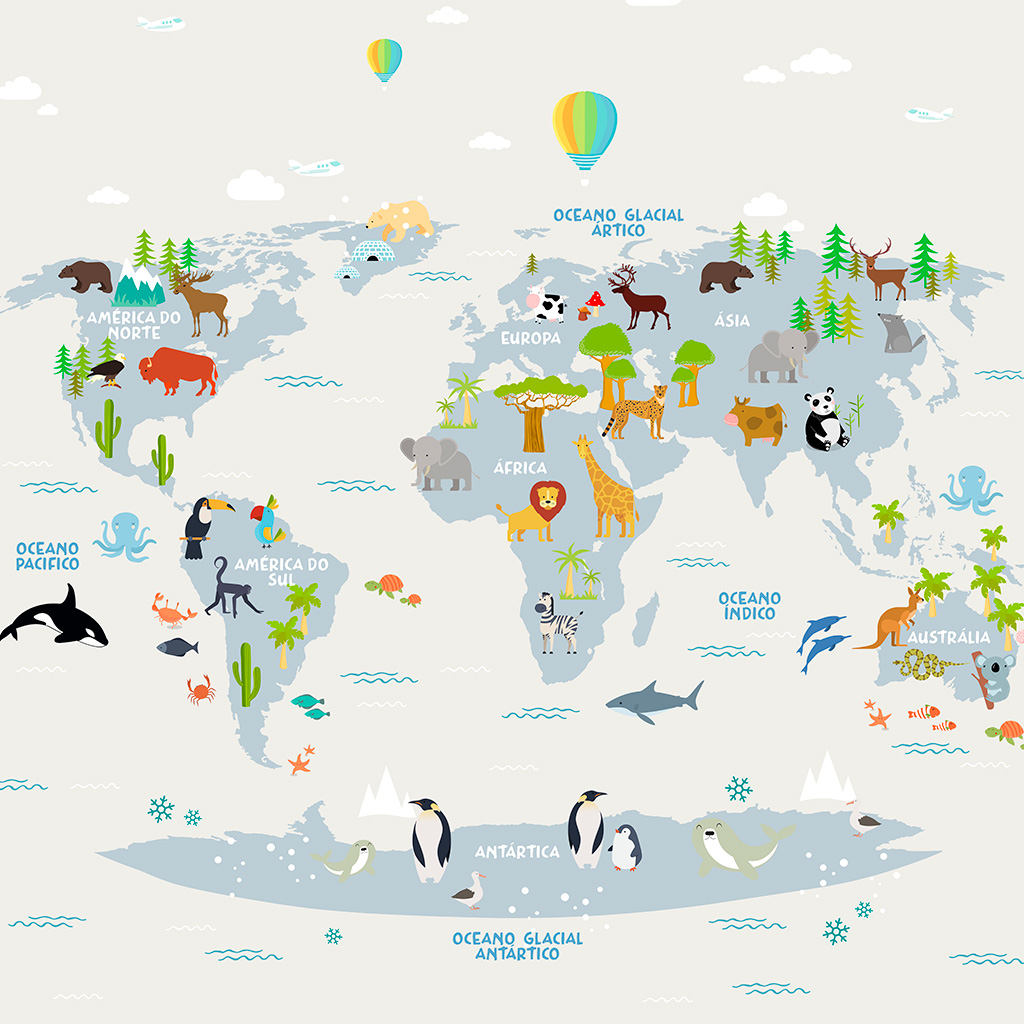 OCEANO GLACIAL
ÁRTICO
AMÉRICA DO
NORTE
EUROPA
ÁSIA
ÁFRICA
OCEANO
PACIFICO
AMÉRICA DO
SUL
OCEANO
ÍNDICO
AUSTRÁLIA
ANTÁRTICA
OCEANO GLACIAL
ANTÁRTICO